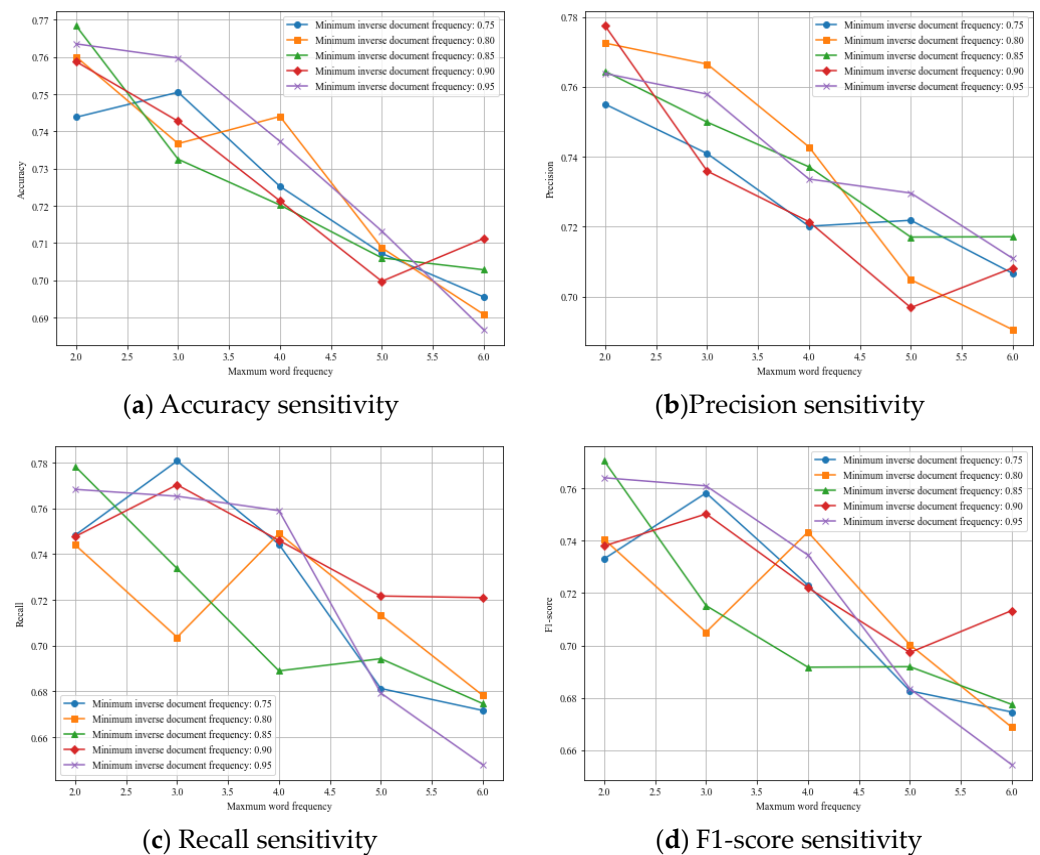 0.77
0.76
0.75
0.74
0.73
0.72
0.71
0.70
0.69
Accuracy
Minimum inverse document frequency: 0.75
Minimum inverse document frequency: 0.80
Minimum inverse document frequency: 0.85
Minimum inverse document frequency: 0.90
Minimum inverse document frequency: 0.95
2.0 2.5 3.0 3.5 4.0 4.5 5.0 5.5 6.0
Maxmum word frequency
(a) Accuracy sensitivity
0.78
0.76
0.74
0.72
0.70
Precision
Minimum inverse document frequency: 0.75
Minimum inverse document frequency: 0.80
Minimum inverse document frequency: 0.85
Minimum inverse document frequency: 0.90
Minimum inverse document frequency: 0.95
2.0 2.5 3.0 3.5 4.0 4.5 5.0 5.5 6.0
Maxmum word frequency
(b)Precision sensitivity
0.78
0.76
0.74
0.72
0.70
0.68
0.66
Recall
Minimum inverse document frequency: 0.75
Minimum inverse document frequency: 0.80
Minimum inverse document frequency: 0.85
Minimum inverse document frequency: 0.90
Minimum inverse document frequency: 0.95
2.0 2.5 3.0 3.5 4.0 4.5 5.0 5.5 6.0
Maxmum word frequency
(c) Recall sensitivity
0.76
0.74
0.72
0.70
0.68
0.66
F1-score
Minimum inverse document frequency: 0.75
Minimum inverse document frequency: 0.80
Minimum inverse document frequency: 0.85
Minimum inverse document frequency: 0.90
Minimum inverse document frequency: 0.95
2.0 2.5 3.0 3.5 4.0 4.5 5.0 5.5 6.0
Maxmum word frequency
(d) F1-score sensitivity